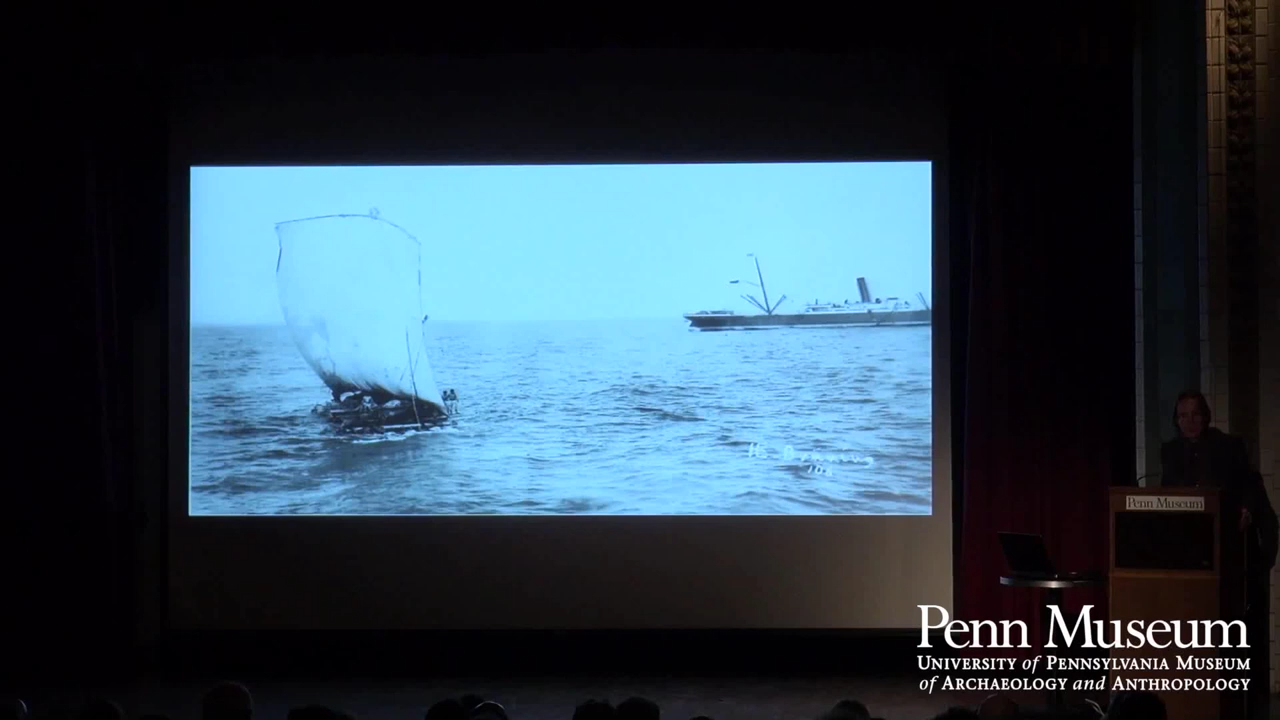 Penn Museum
Penn Museum
UNIVERSITY of PENNSYLVANIA MUSEUM
of ARCHAEOLOGY and ANTHROPOLOGY